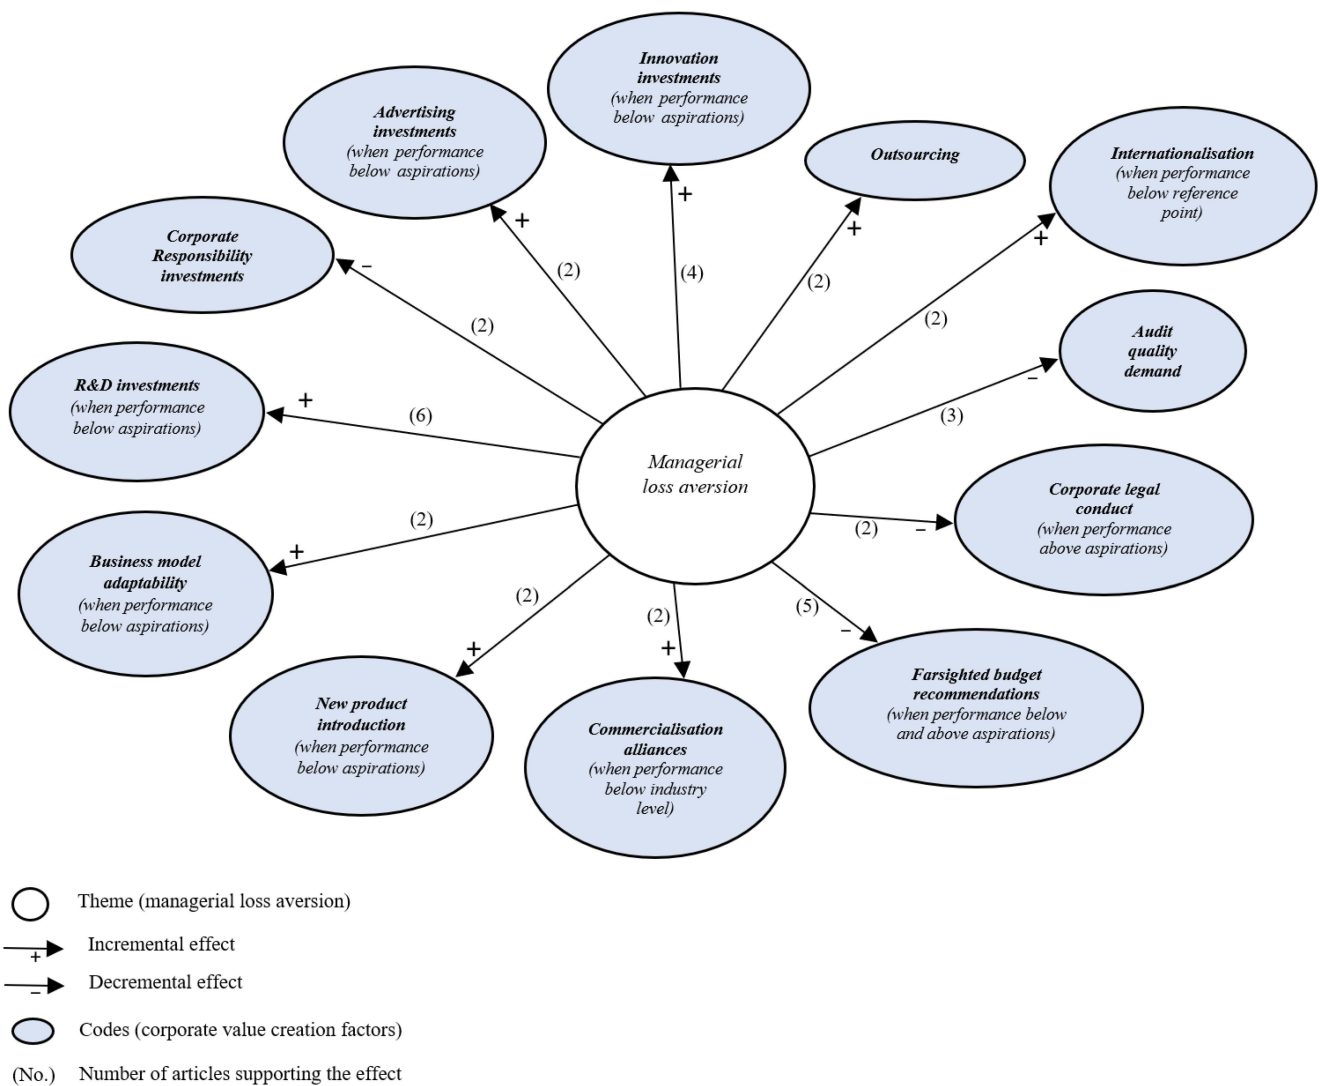 Innovation
investments
(when performance
below aspirations)
+
(4)
Advertising
investments
(when performance
below aspirations)
+
(2)
Outsourcing
+
(2)
Internationalisation
(when performance
below reference
point)
+
(2)
Corporate
Responsibility
investments
–
(2)
Audit
quality
demand
–
(3)
R&D investments
(when performance
below aspirations)
+
(6)
Managerial
loss aversion
Corporate legal
conduct
(when performance
above aspirations)
–
(2)
Business model
adaptability
(when performance
below aspirations)
+
(2)
New product
introduction
(when performance
below aspirations)
+
(2)
Commercialisation
alliances
(when performance
below industry
level)
+
(2)
Farsighted budget
recommendations
(when performance below
and above aspirations)
–
(5)
Theme (managerial loss aversion)
+ Incremental effect
– Decremental effect
Codes (corporate value creation factors)
(No.) Number of articles supporting the effect